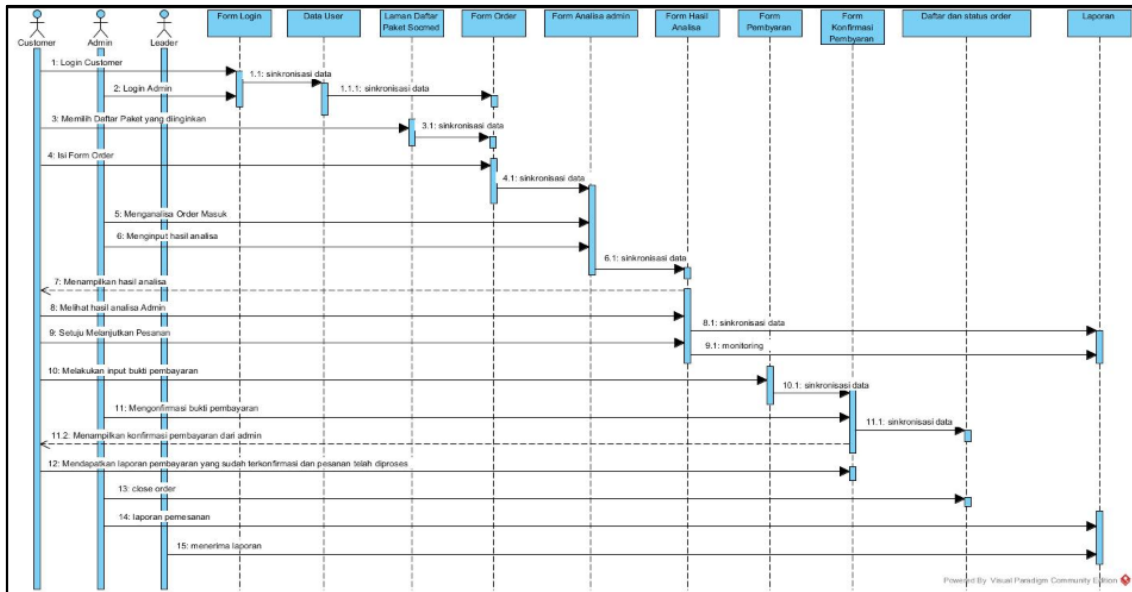 Form Login
Data User
Laman Daftar
Paket Socmed
Form Order
Form Analisa admin
Form Hasil
Analisa
Form
Pembyaran
Form
Konfirmasi
Pembyaran
Daftar dan status order
Laporan
Customer
Admin
Leader
1: Login Customer
1.1: sinkronisasi data
2: Login Admin
1.1.1: sinkronisasi data
3: Memilih Daftar Paket yang diinginkan
3.1: sinkronisasi data
4: Isi Form Order
4.1: sinkronisasi data
5: Menganalisa Order Masuk
6: Menginput hasil analisa
6.1: sinkronisasi data
7: Menampilkan hasil analisa
8: Melihat hasil analisa Admin
8.1: sinkronisasi data
9: Setuju Melanjutkan Pesanan
9.1: monitoring
10: Melakukan input bukti pembayaran
10.1: sinkronisasi data
11: Mengonfirmasi bukti pembayaran
11.1: sinkronisasi data
11.2: Menampilkan konfirmasi pembayaran dari admin
12: Mendapatkan laporan pembayaran yang sudah terkonfirmasi dan pesanan telah diproses
13: close order
14: laporan pemesanan
15: menerima laporan
Powered By Visual Paradigm Community Edition